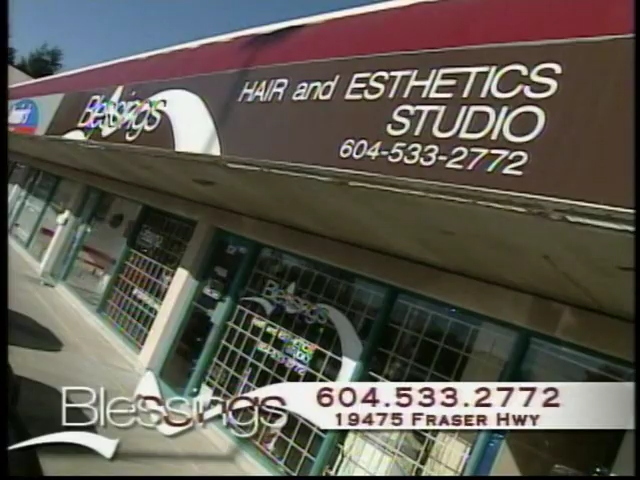 Blessings
HAIR and ESTHETICS
STUDIO
604-533-2772
Blessings
Blessings
604.533.2772
19475 FRASER HWY